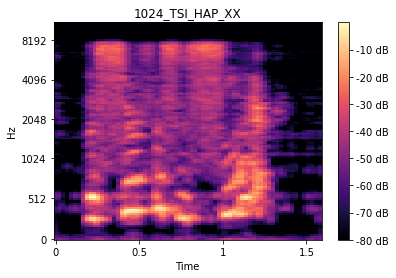 1024_TSI_HAP_XX
8192
4096
2048
1024
512
0
Hz
0
0.5
1
1.5
Time
-10 dB
-20 dB
-30 dB
-40 dB
-50 dB
-60 dB
-70 dB
-80 dB